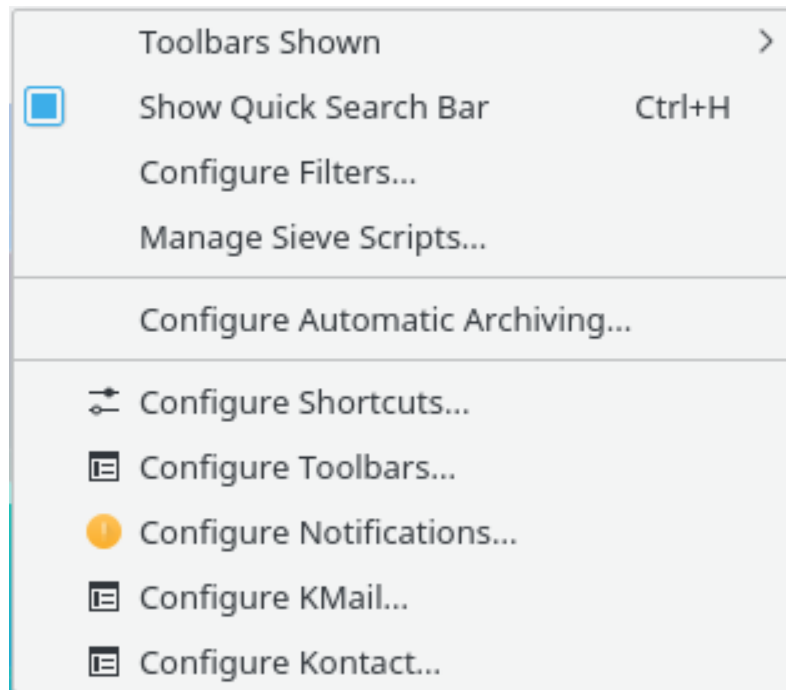 Toolbars Shown
Show Quick Search Bar Ctrl+H
Configure Filters...
Manage Sieve Scripts...
Configure Automatic Archiving...
Configure Shortcuts...
Configure Toolbars...
Configure Notifications...
Configure KMail...
Configure Kontact...